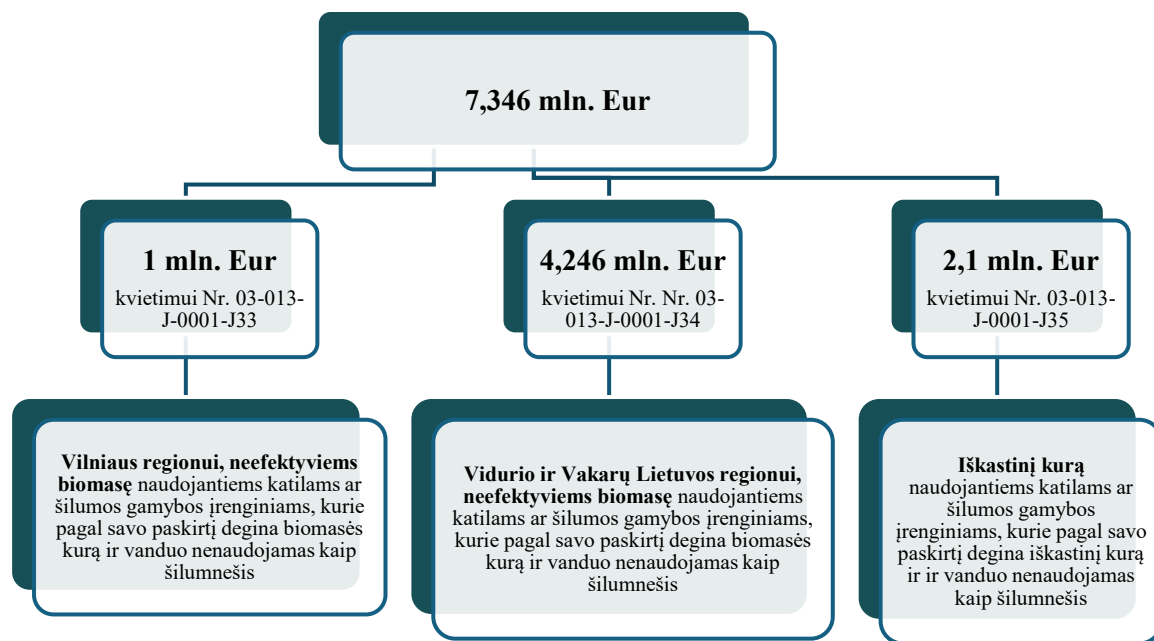 7,346 mln. Eur
1 mln. Eur
kvietimui Nr. 03-013-
J-0001-J33
4,246 mln. Eur
kvietimui Nr. Nr. 03-
013-J-0001-J34
2,1 mln. Eur
kvietimui Nr. 03-013-
J-0001-J35
Vilniaus regionui, neefektyviems
biomasę naudojantiems katilams ar
šilumos gamybos įrenginiams, kurie
pagal savo paskirtį degina biomasės
kurą ir vanduo nenaudojamas kaip
šilumnešis
Vidurio ir Vakarų Lietuvos regionui,
neefektyviems biomasę naudojantiems
katilams ar šilumos gamybos įrenginiams,
kurie pagal savo paskirtį degina biomasės
kurą ir vanduo nenaudojamas kaip
šilumnešis
Iškastinį kurą
naudojantiems katilams ar
šilumos gamybos
įrenginiams, kurie pagal savo
paskirtį degina iškastinį kurą
ir ir vanduo nenaudojamas
kaip šilumnešis